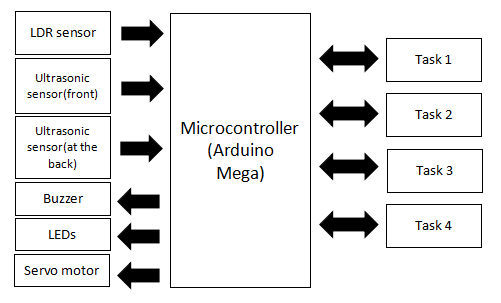 LDR sensor
Ultrasonic
sensor(front)
Ultrasonic
sensor(at the
back)
Buzzer
LEDs
Servo motor
Microcontroller
(Arduino
Mega)
Task 1
Task 2
Task 3
Task 4